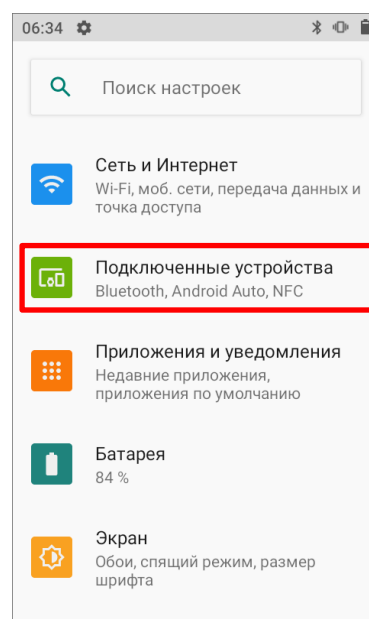 06:34
Поиск настроек
Сеть и Интернет
Wi-Fi, моб. сети, передача данных и
точка доступа
Подключенные устройства
Bluetooth, Android Auto, NFC
Приложения и уведомления
Недавние приложения,
приложения по умолчанию
Батарея
84 %
Экран
Обои, спящий режим, размер
шрифта